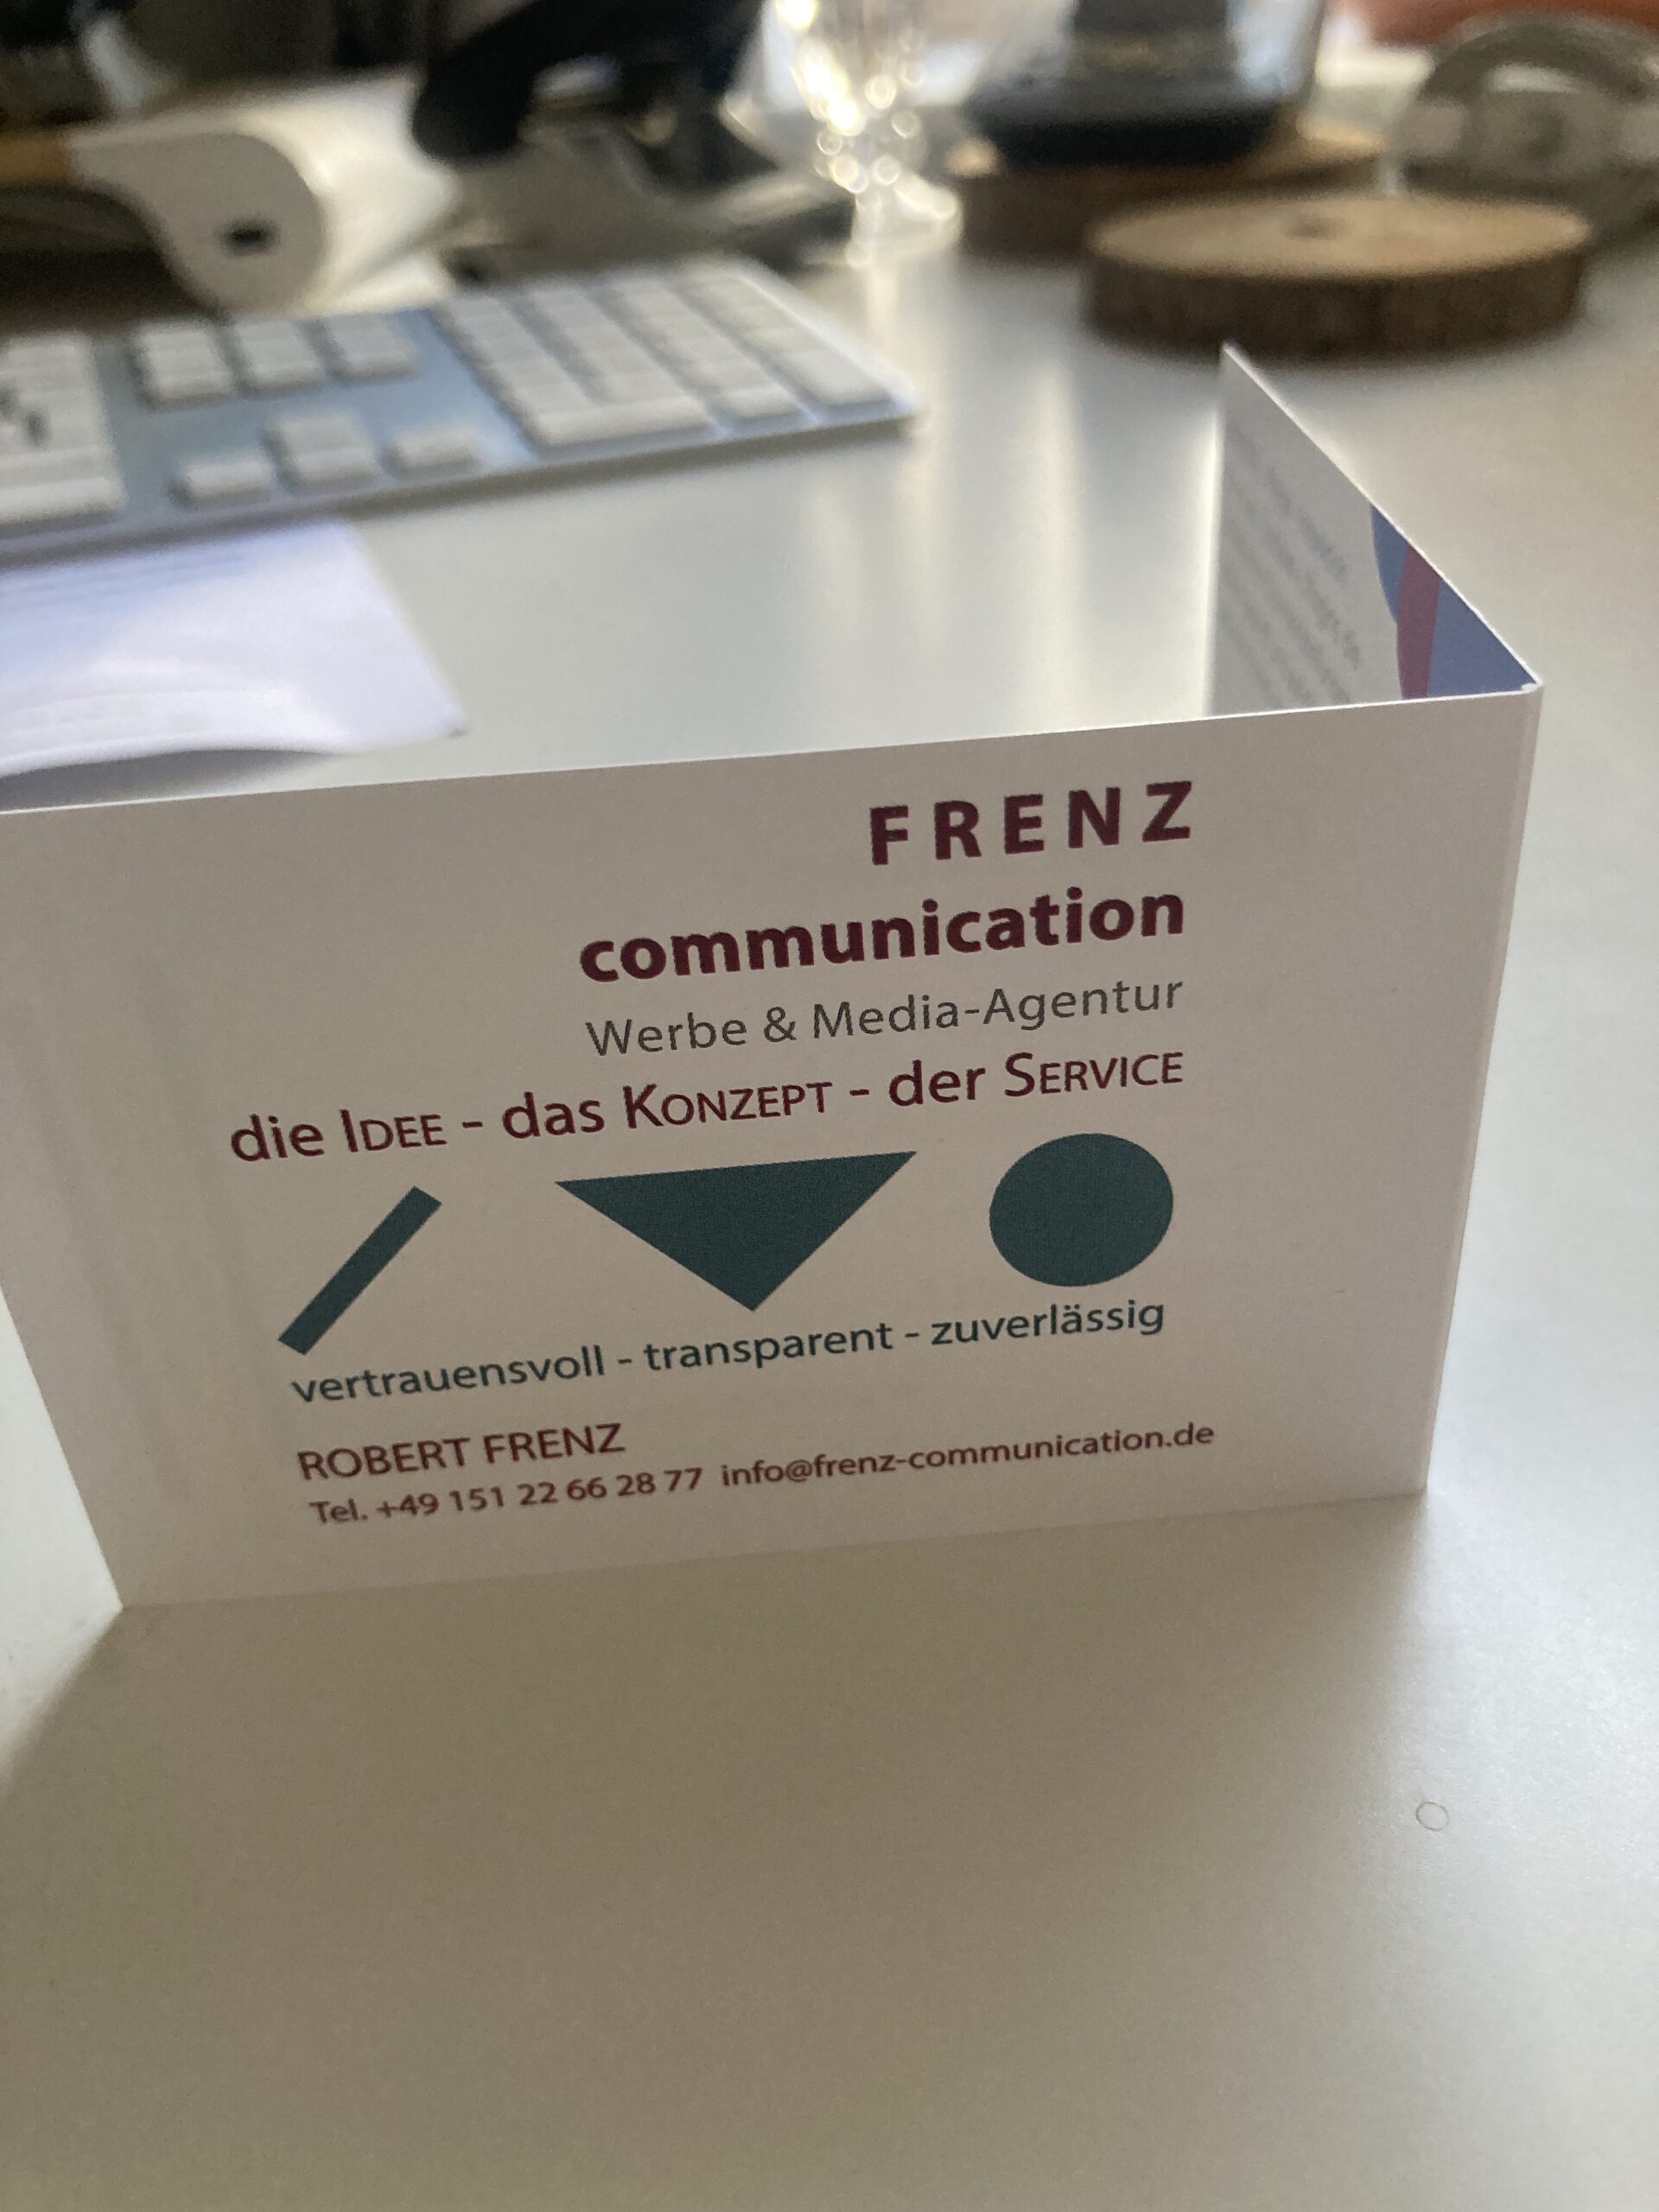 FRENZ
communication
Werbe & Media-Agentur
die IDEE - das KONZEPT - der SERVICE
vertrauensvoll - transparent - zuverlässig
ROBERT FRENZ
Tel. +49 151 22 66 28 77 info@frenz-communication.de